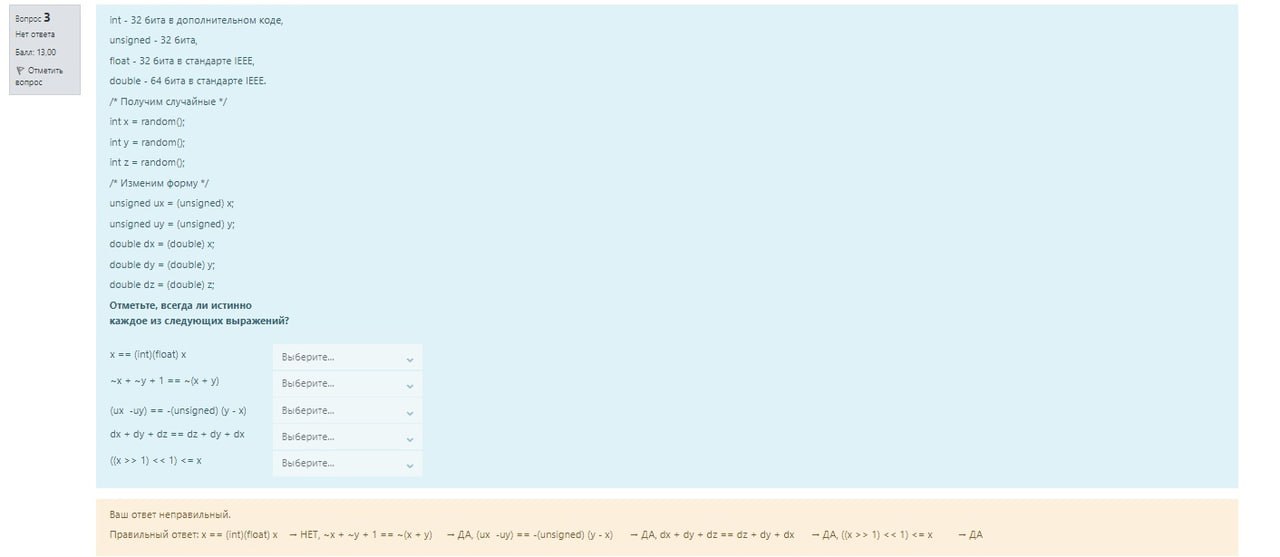 Вопрос 3
Нет ответа
Балл: 13,00
Отметить вопрос
int - 32 бита в дополнительном коде,
unsigned - 32 бита,
float - 32 бита в стандарте IEEE,
double - 64 бита в стандарте IEEE.
/* Получим случайные */
int x = random();
int y = random();
int z = random();
/* Изменим форму */
unsigned ux = (unsigned) x;
unsigned uy = (unsigned) y;
double dx = (double) x;
double dy = (double) y;
double dz = (double) z;
Отметьте, всегда ли истинно
каждое из следующих выражений?
x == (int)(float) x Выберите...
~x + ~y + 1 == ~(x + y) Выберите...
(ux -uy) == -(unsigned) (y - x) Выберите...
dx + dy + dz == dz + dy + dx Выберите...
((x >> 1) << 1) <= x Выберите...
Ваш ответ неправильный.
Правильный ответ: x == (int)(float) x → НЕТ, ~x + ~y + 1 == ~(x + y) → ДА, (ux -uy) == -(unsigned) (y - x) → ДА, dx + dy + dz == dz + dy + dx → ДА, ((x >> 1) << 1) <= x → ДА